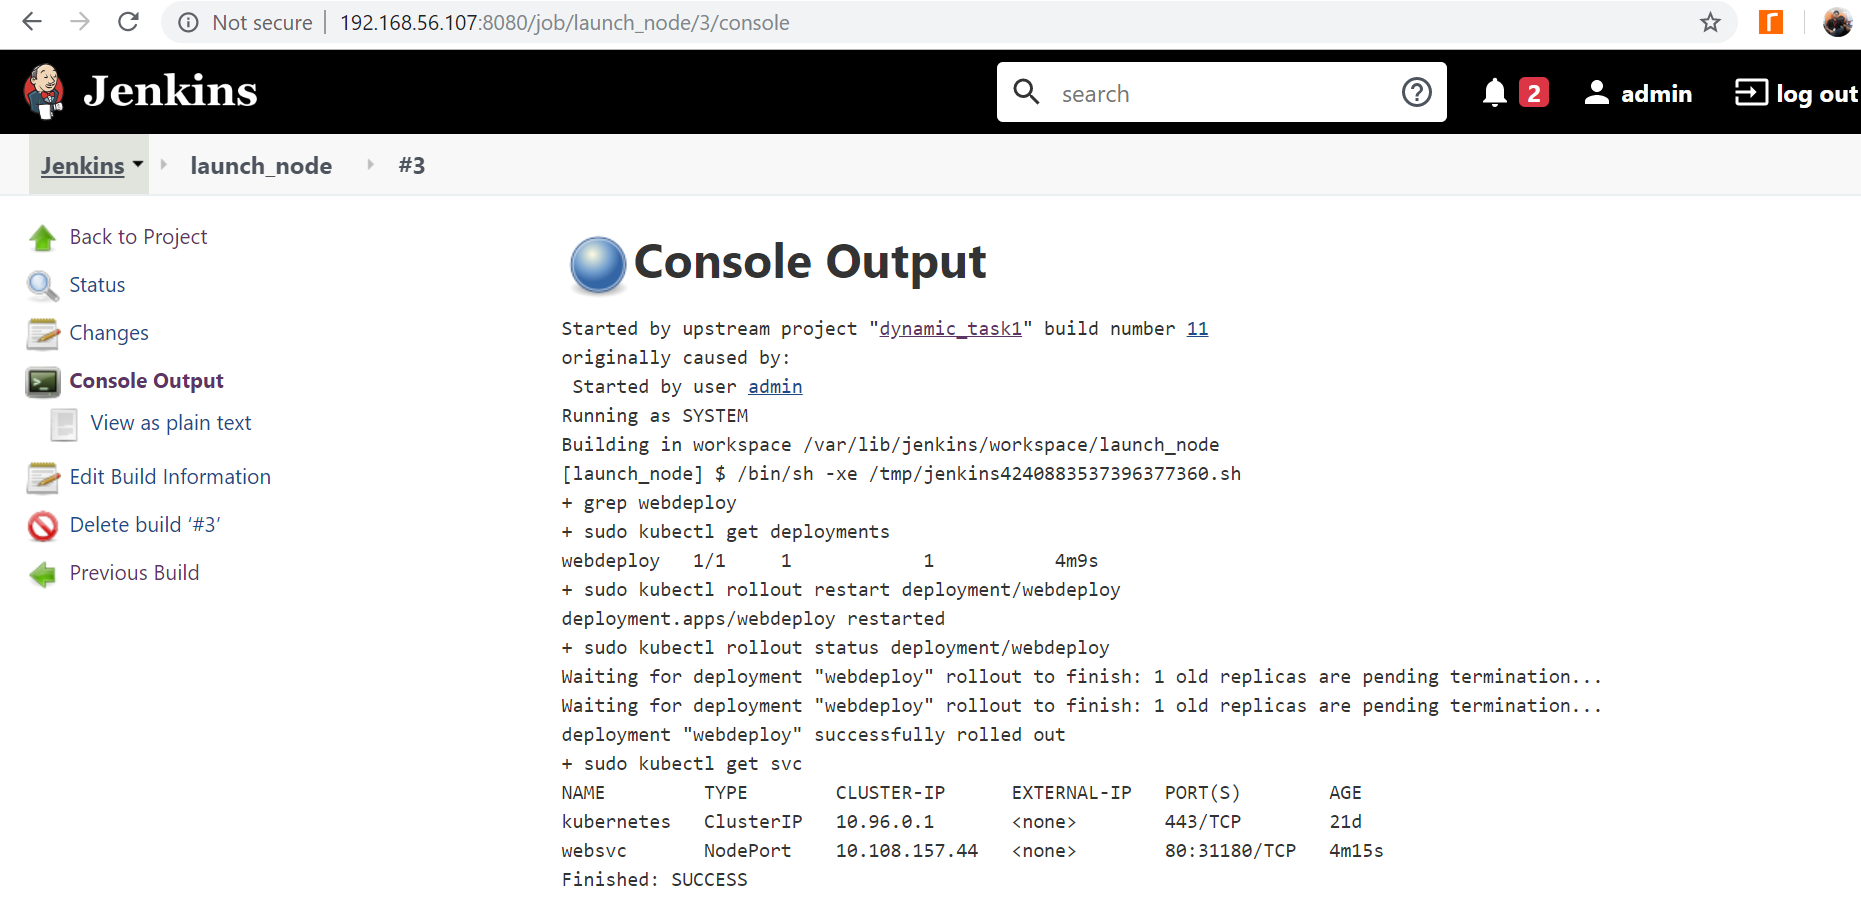 Not secure | 192.168.56.107:8080/job/launch_node/3/console
Jenkins
search
2
admin
log out
Jenkins
launch_node
#3
Back to Project
Status
Changes
Console Output
View as plain text
Edit Build Information
Delete build ‘#3’
Previous Build
Console Output
Started by upstream project "dynamic_task1" build number 11
originally caused by:
Started by user admin
Running as SYSTEM
Building in workspace /var/lib/jenkins/workspace/launch_node
[launch_node] $ /bin/sh -xe /tmp/jenkins4240883537396377360.sh
+ grep webdeploy
+ sudo kubectl get deployments
webdeploy   1/1     1            1           4m9s
+ sudo kubectl rollout restart deployment/webdeploy
deployment.apps/webdeploy restarted
+ sudo kubectl rollout status deployment/webdeploy
Waiting for deployment "webdeploy" rollout to finish: 1 old replicas are pending termination...
Waiting for deployment "webdeploy" rollout to finish: 1 old replicas are pending termination...
deployment "webdeploy" successfully rolled out
+ sudo kubectl get svc
NAME         TYPE        CLUSTER-IP      EXTERNAL-IP   PORT(S)        AGE
kubernetes   ClusterIP   10.96.0.1       <none>        443/TCP        21d
websvc       NodePort    10.108.157.44   <none>        80:31180/TCP   4m15s
Finished: SUCCESS